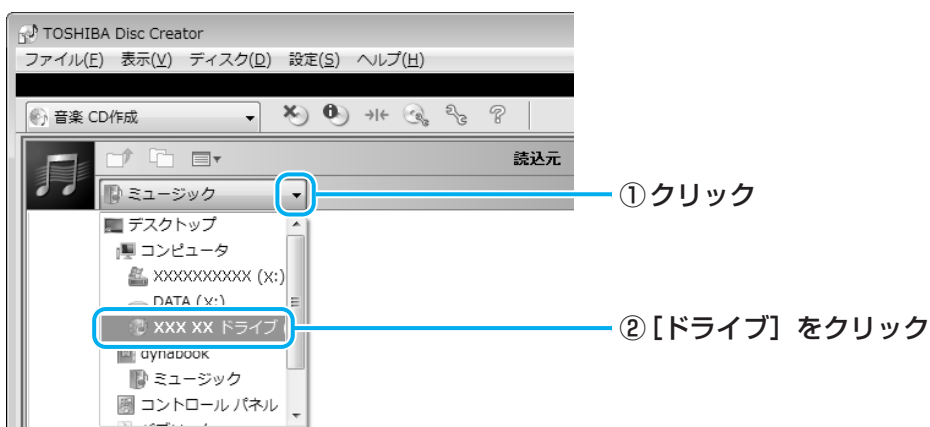 TOSHIBA Disc Creator
ファイル(F) 表示(V) ディスク(D) 設定(S) ヘルプ(H)
音楽 CD作成
読込元
ミュージック
①クリック
デスクトップ
コンピュータ
XXXXXXXXXX (X:)
DATA (X:)
XXX XX ドライブ
②[ドライブ] をクリック
dynabook
ミュージック
コントロール パネル